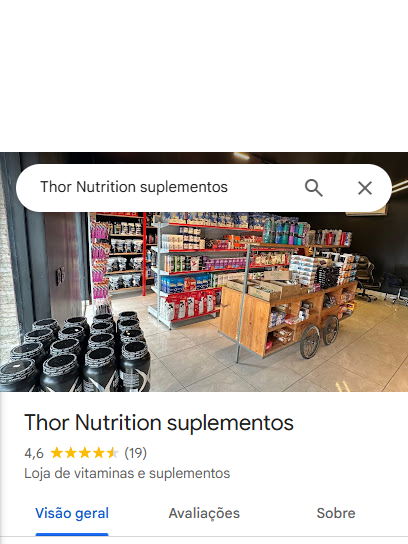 Thor Nutrition suplementos
Thor Nutrition suplementos
4,6 (19)
Loja de vitaminas e suplementos
Visão geral Avaliações Sobre